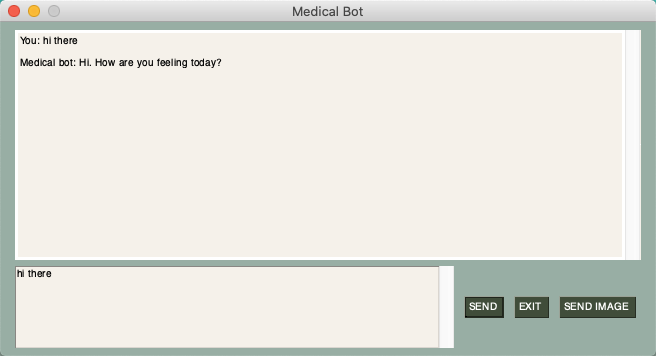 Medical Bot
You: hi there
Medical bot: Hi. How are you feeling today?
hi there
SEND
EXIT
SEND IMAGE